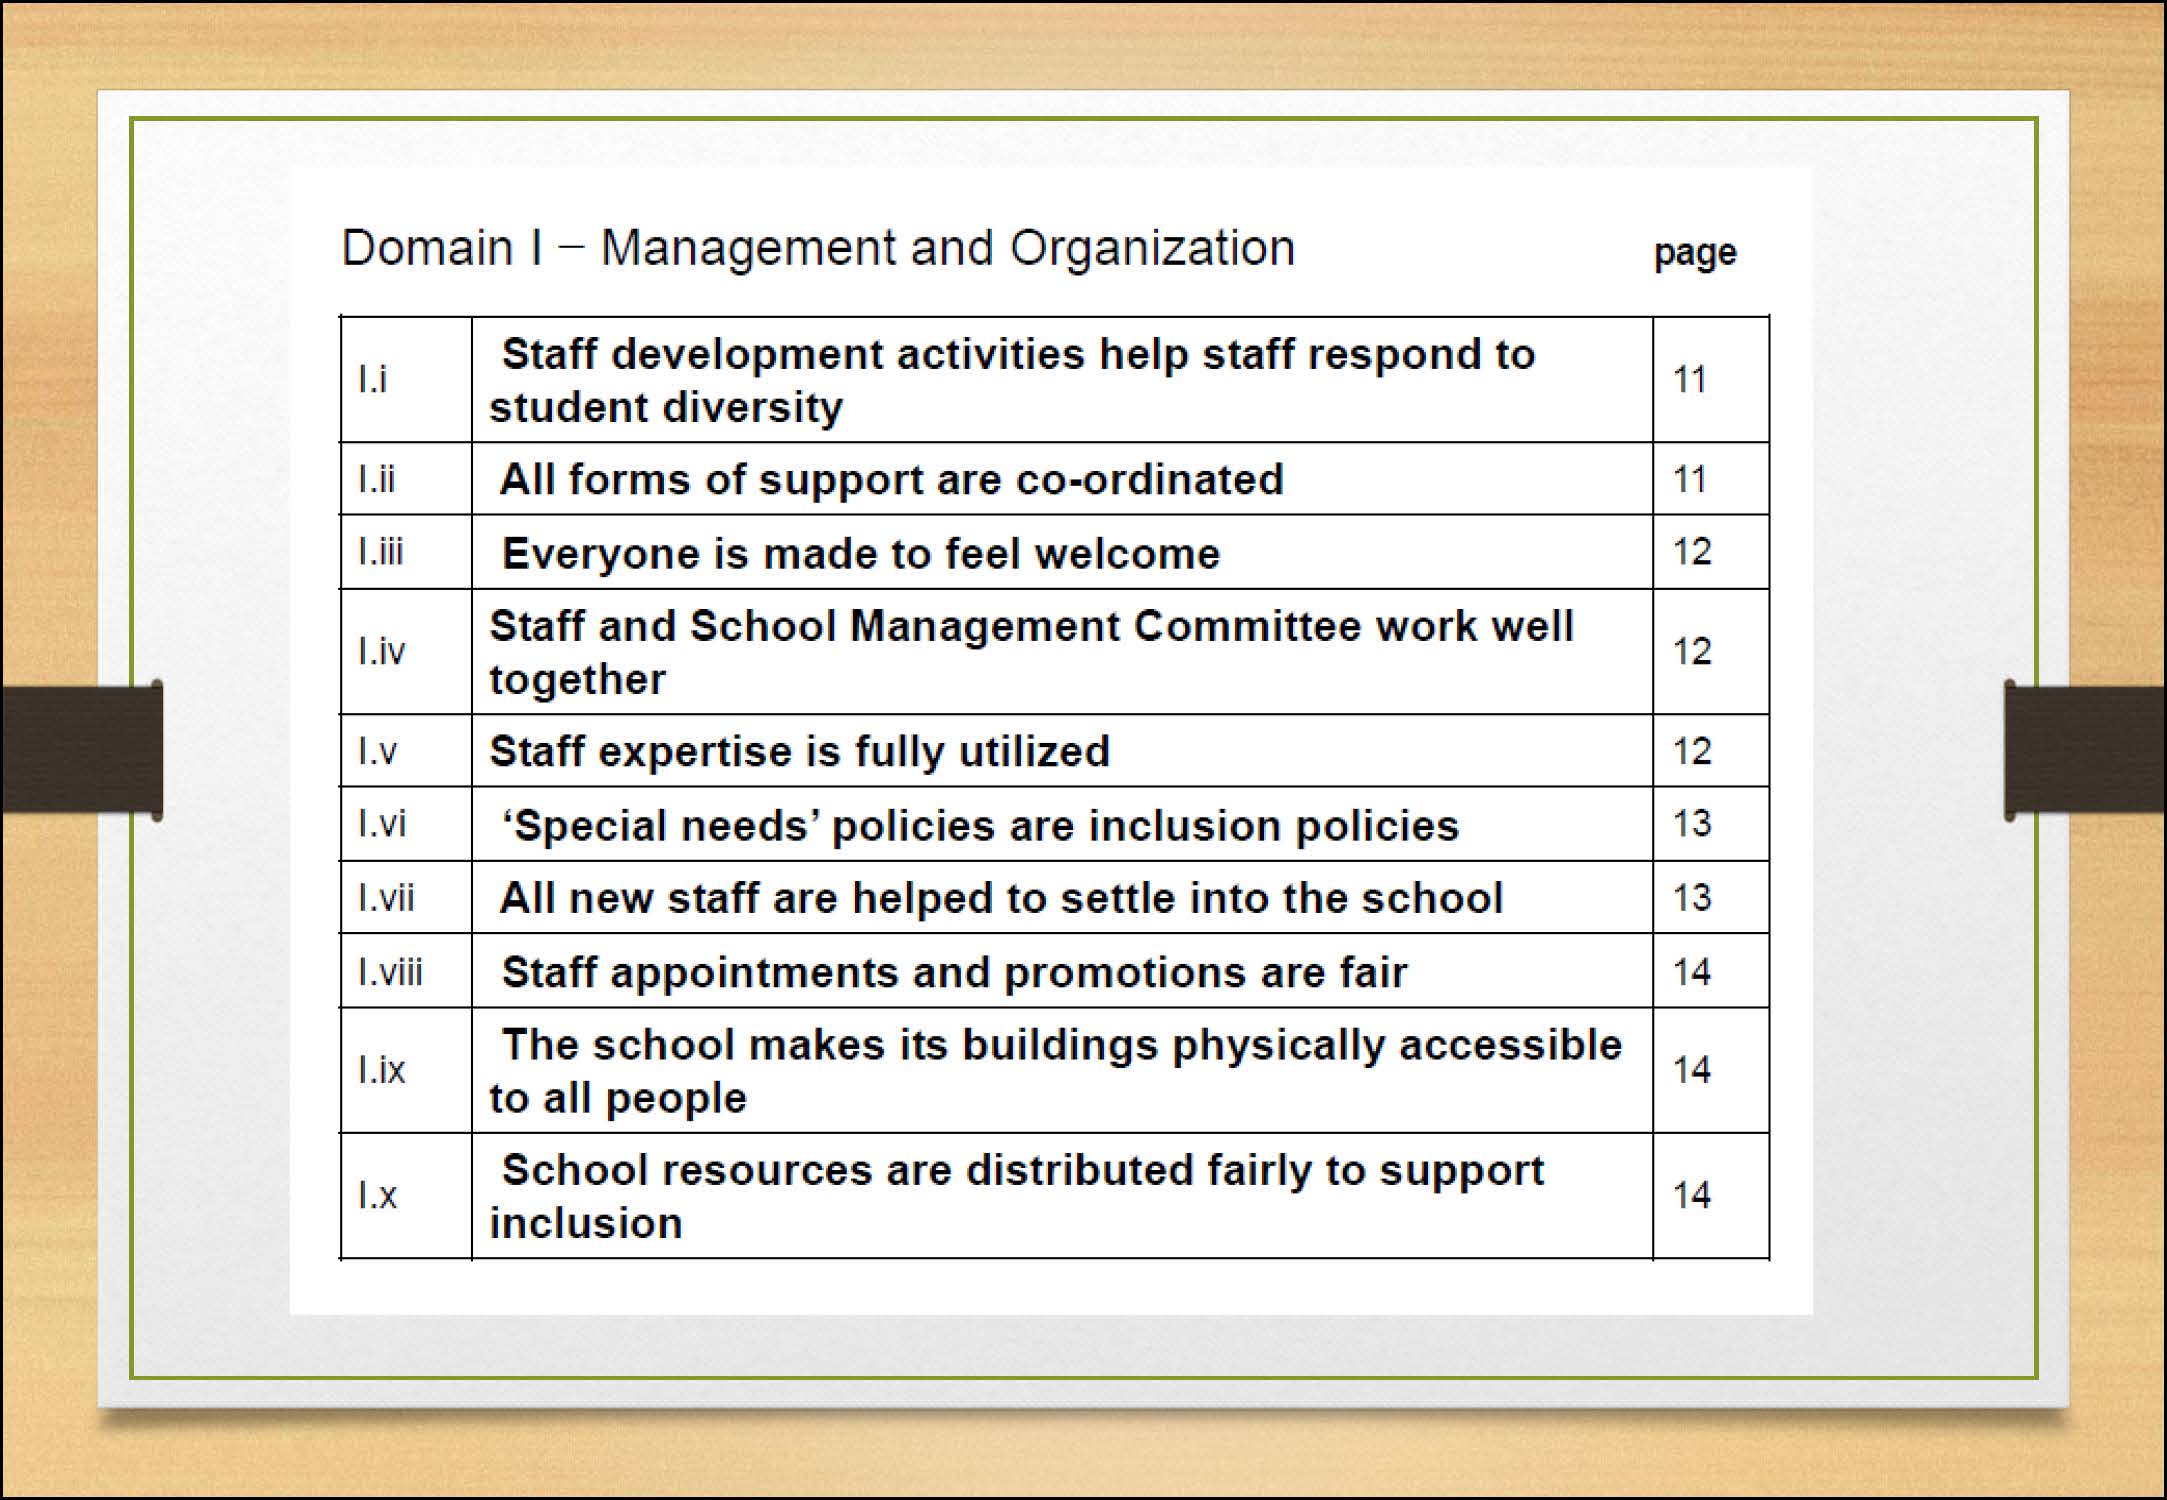 Domain I – Management and Organization page
I.i Staff development activities help staff respond to
student diversity 11
I.ii All forms of support are co-ordinated 11
I.iii Everyone is made to feel welcome 12
I.iv Staff and School Management Committee work well
together 12
I.v Staff expertise is fully utilized 12
I.vi ‘Special needs’ policies are inclusion policies 13
I.vii All new staff are helped to settle into the school 13
I.viii Staff appointments and promotions are fair 14
I.ix The school makes its buildings physically accessible
to all people 14
I.x School resources are distributed fairly to support
inclusion 14